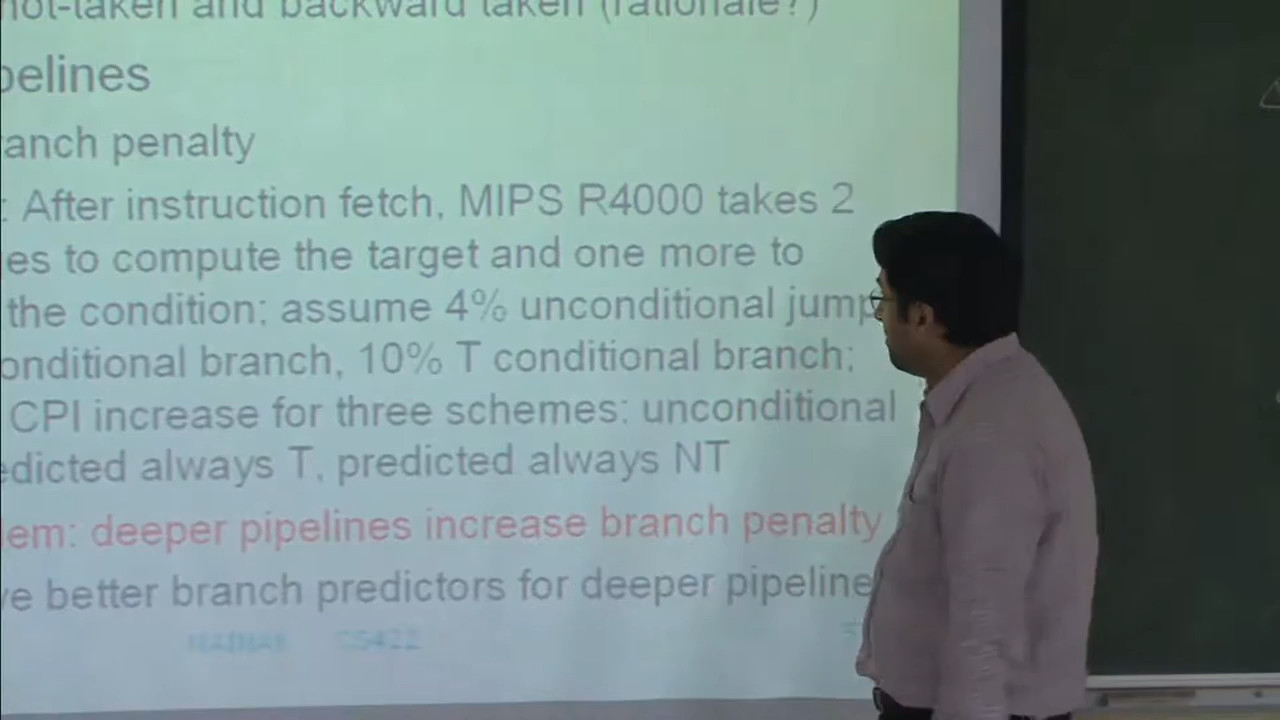 not-taken and backward taken (rationale?)
pelines
anch penalty
: After instruction fetch, MIPS R4000 takes 2
es to compute the target and one more to
the condition; assume 4% unconditional jump
onditional branch, 10% T conditional branch;
CPI increase for three schemes: unconditional
edicted always T, predicted always NT
lem: deeper pipelines increase branch penalty
ve better branch predictors for deeper pipeline
MAINAK CS422